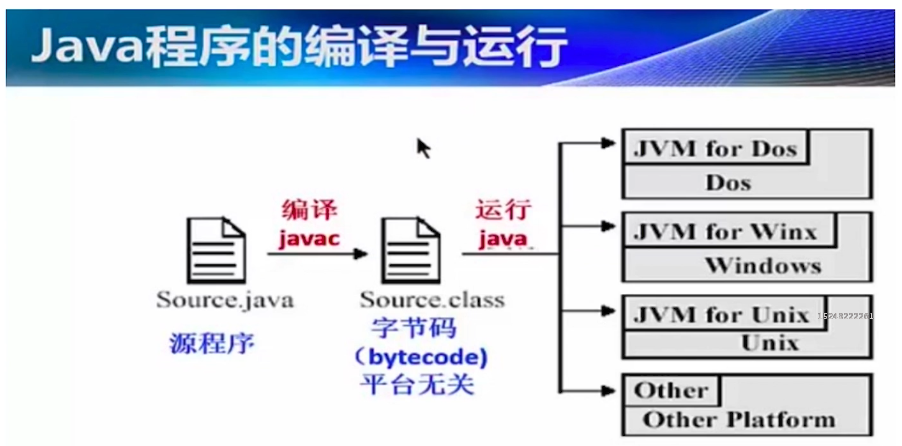 Java程序的编译与运行
JVM for Dos
Dos
编译
javac
运行
java
JVM for Winx
Windows
Source.java
源程序
Source.class
字节码
（bytecode)
平台无关
JVM for Unix
15248222261
Unix
Other
Other Platform